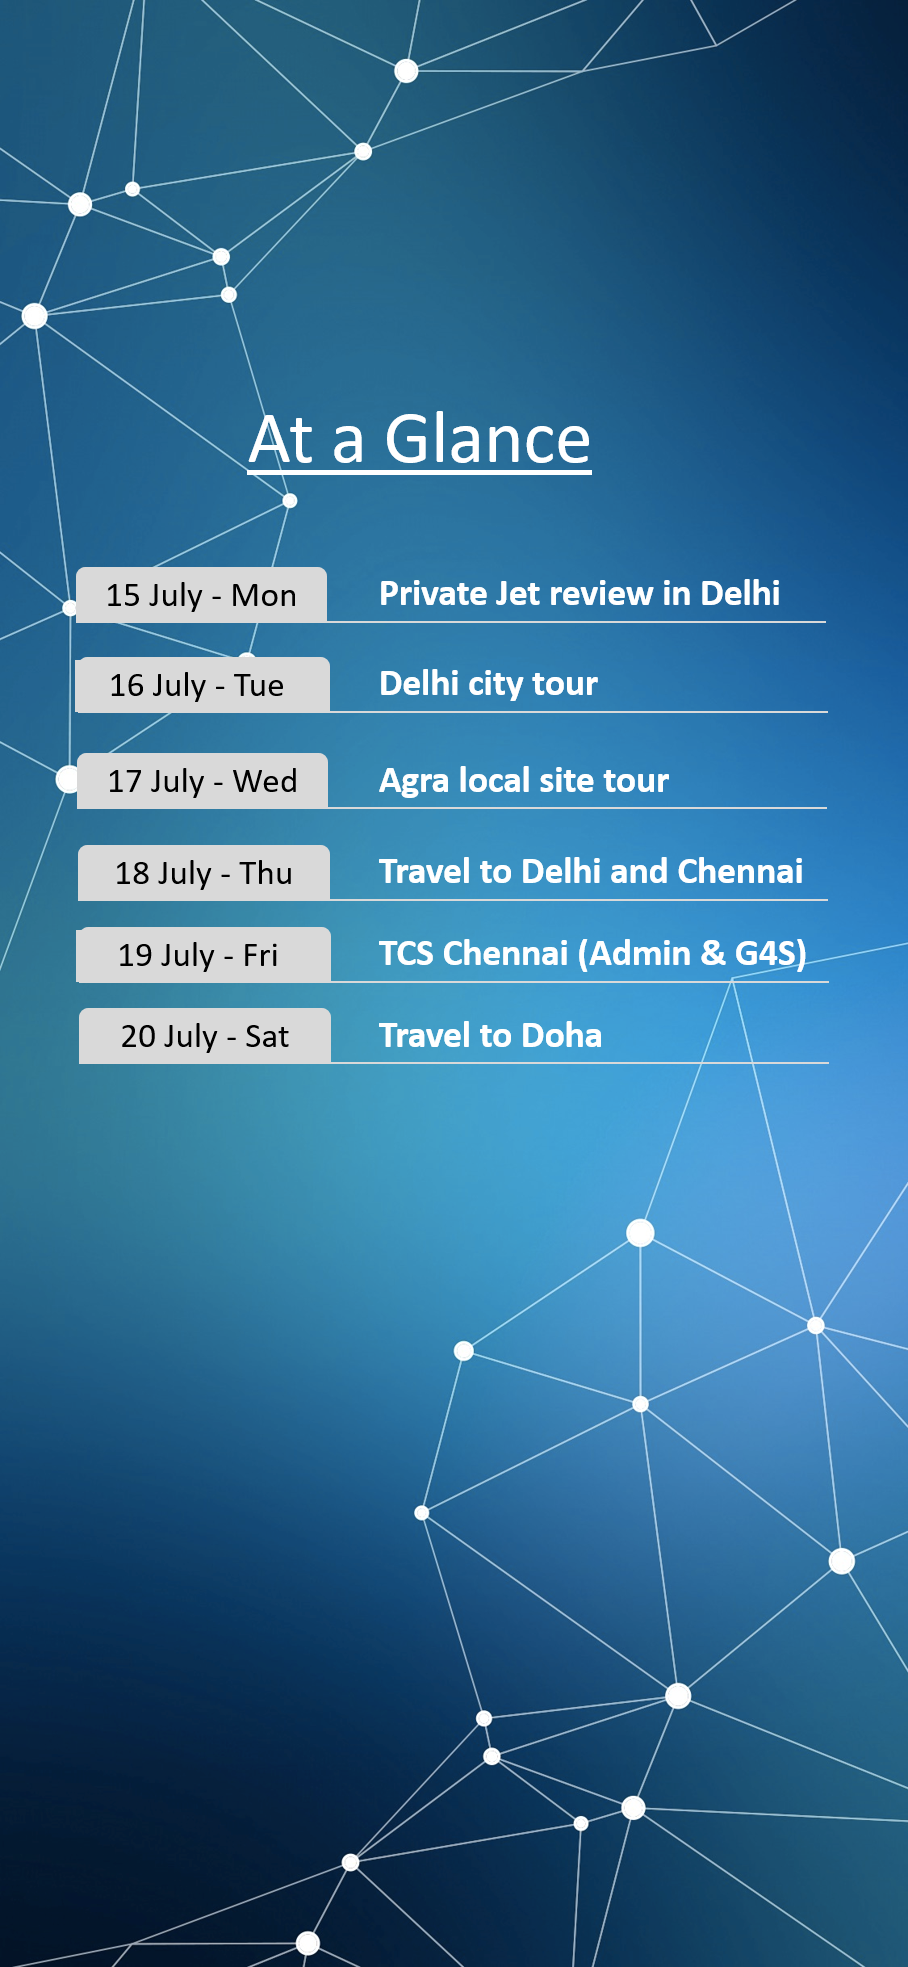 At a Glance
15 July - Mon Private Jet review in Delhi
16 July - Tue Delhi city tour
17 July - Wed Agra local site tour
18 July - Thu Travel to Delhi and Chennai
19 July - Fri TCS Chennai (Admin & G4S)
20 July - Sat Travel to Doha